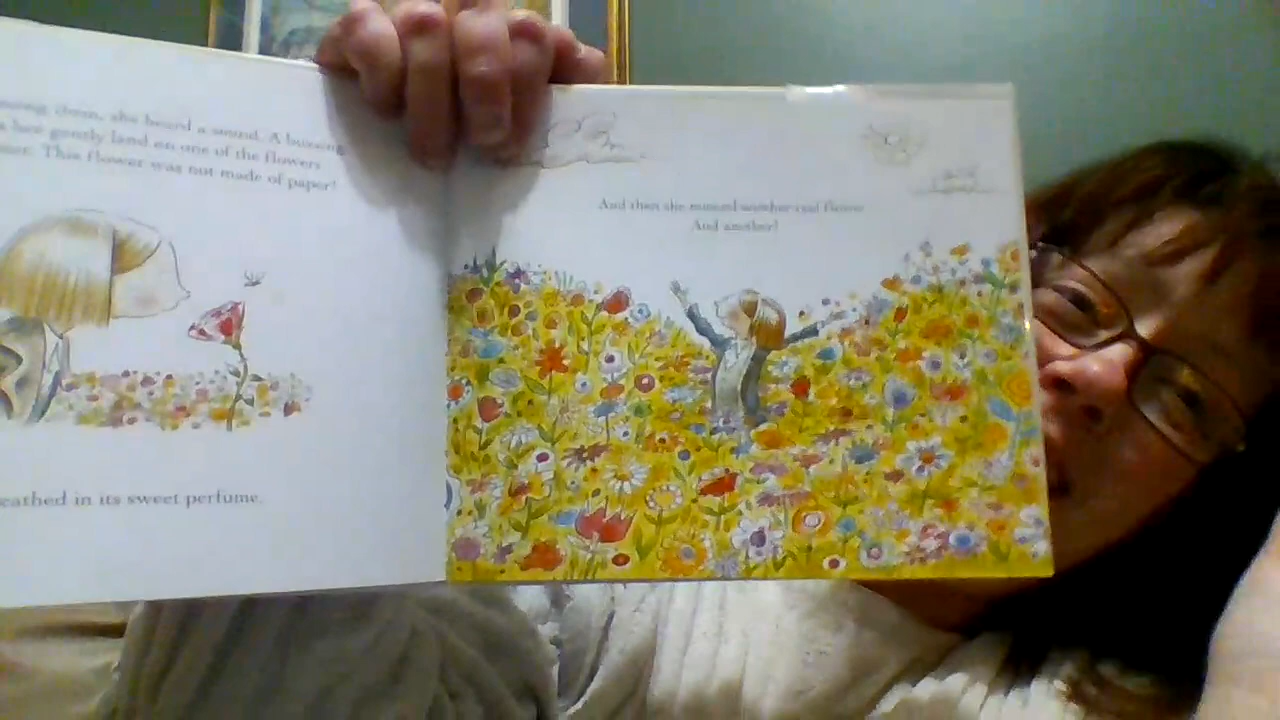 them, she heard a sound. A buzzing
bee gently land on one of the flowers
This flower was not made of paper!
eathed in its sweet perfume.
And then she noticed another real flower.
And another!